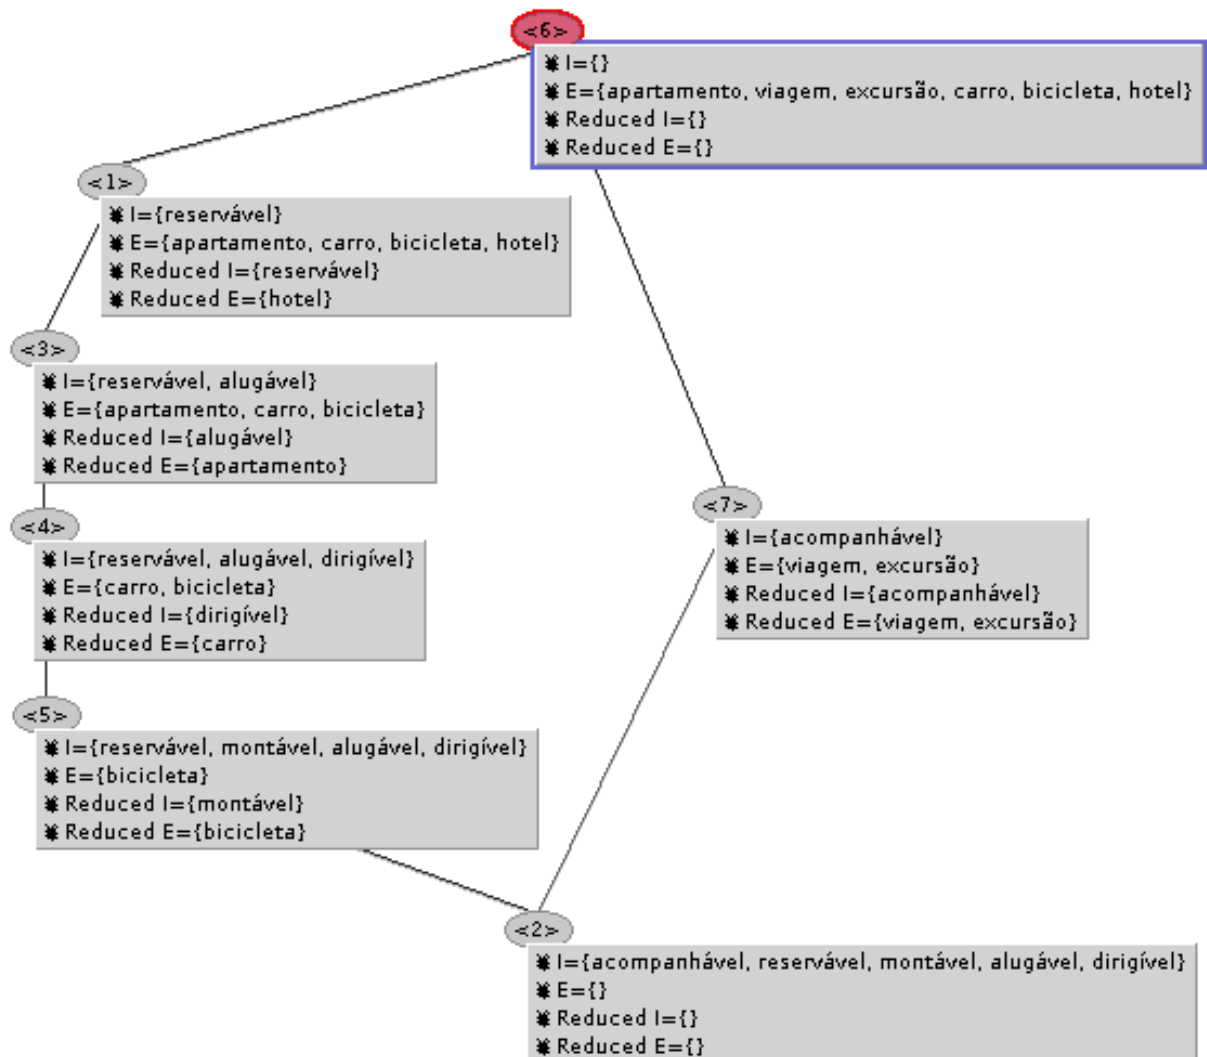 <6>
✱ I={}
✱ E={apartamento, viagem, excursão, carro, bicicleta, hotel}
✱ Reduced I={}
✱ Reduced E={}
<1>
✱ I={reservável}
✱ E={apartamento, carro, bicicleta, hotel}
✱ Reduced I={reservável}
✱ Reduced E={hotel}
<3>
✱ I={reservável, alugável}
✱ E={apartamento, carro, bicicleta}
✱ Reduced I={alugável}
✱ Reduced E={apartamento}
<4>
✱ I={reservável, alugável, dirigível}
✱ E={carro, bicicleta}
✱ Reduced I={dirigível}
✱ Reduced E={carro}
<7>
✱ I={acompanhável}
✱ E={viagem, excursão}
✱ Reduced I={acompanhável}
✱ Reduced E={viagem, excursão}
<5>
✱ I={reservável, montável, alugável, dirigível}
✱ E={bicicleta}
✱ Reduced I={montável}
✱ Reduced E={bicicleta}
<2>
✱ I={acompanhável, reservável, montável, alugável, dirigível}
✱ E={}
✱ Reduced I={}
✱ Reduced E={}